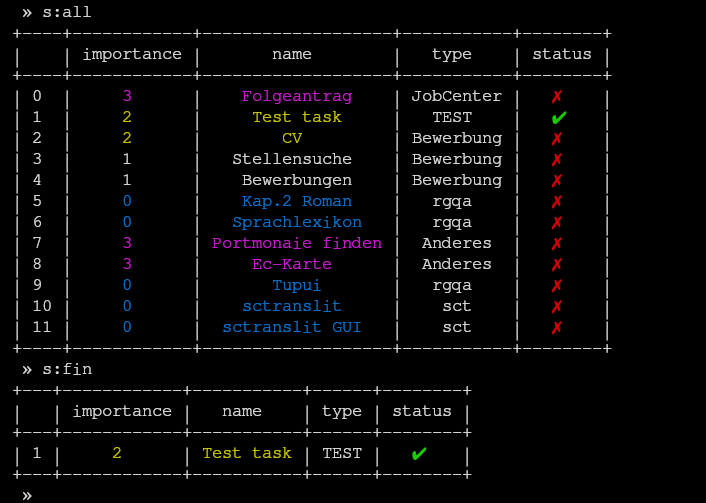 » s:all
+----+------------+-------------------+-----------+--------+
|    | importance |       name        |   type    | status |
+----+------------+-------------------+-----------+--------+
| 0  |     3      |    Folgeantrag    | JobCenter |   ✗    |
| 1  |     2      |     Test task     |   TEST    |   ✔    |
| 2  |     2      |        CV         | Bewerbung |   ✗    |
| 3  |     1      |   Stellensuche    | Bewerbung |   ✗    |
| 4  |     1      |    Bewerbungen    | Bewerbung |   ✗    |
| 5  |     0      |    Kap.2 Roman    |   rgqa    |   ✗    |
| 6  |     0      |   Sprachlexikon   |   rgqa    |   ✗    |
| 7  |     3      | Portmonaie finden |  Anderes  |   ✗    |
| 8  |     3      |     Ec-Karte      |  Anderes  |   ✗    |
| 9  |     0      |       Tupui       |   rgqa    |   ✗    |
| 10 |     0      |    sctranslit     |    sct    |   ✗    |
| 11 |     0      |  sctranslit GUI   |    sct    |   ✗    |
+----+------------+-------------------+-----------+--------+
» s:fin
+---+------------+-----------+------+--------+
|   | importance |   name    | type | status |
+---+------------+-----------+------+--------+
| 1 |     2      | Test task | TEST |   ✔    |
+---+------------+-----------+------+--------+
»